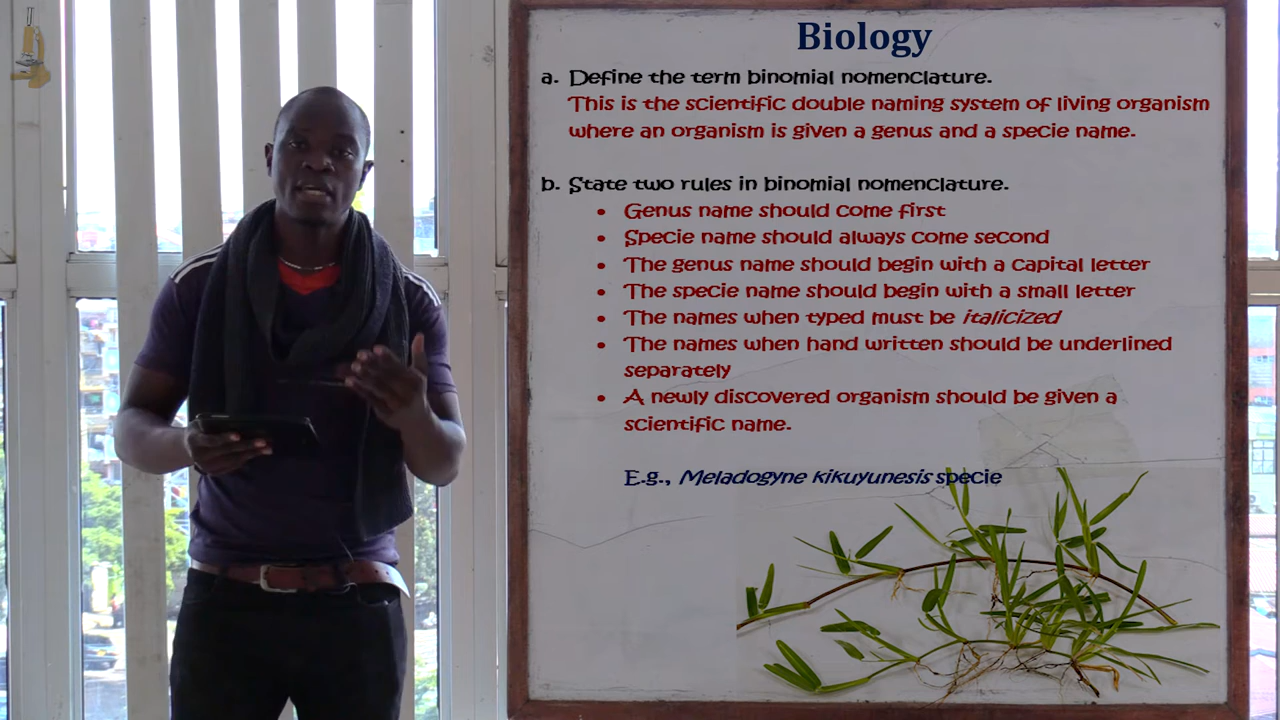 Biology
a. Define the term binomial nomenclature.
This is the scientific double naming system of living organism
where an organism is given a genus and a specie name.
b. State two rules in binomial nomenclature.
• Genus name should come first
• Specie name should always come second
• The genus name should begin with a capital letter
• The specie name should begin with a small letter
• The names when typed must be italicized
• The names when hand written should be underlined
separately
• A newly discovered organism should be given a
scientific name.
E.g., Meladogyne kikuyunesis specie